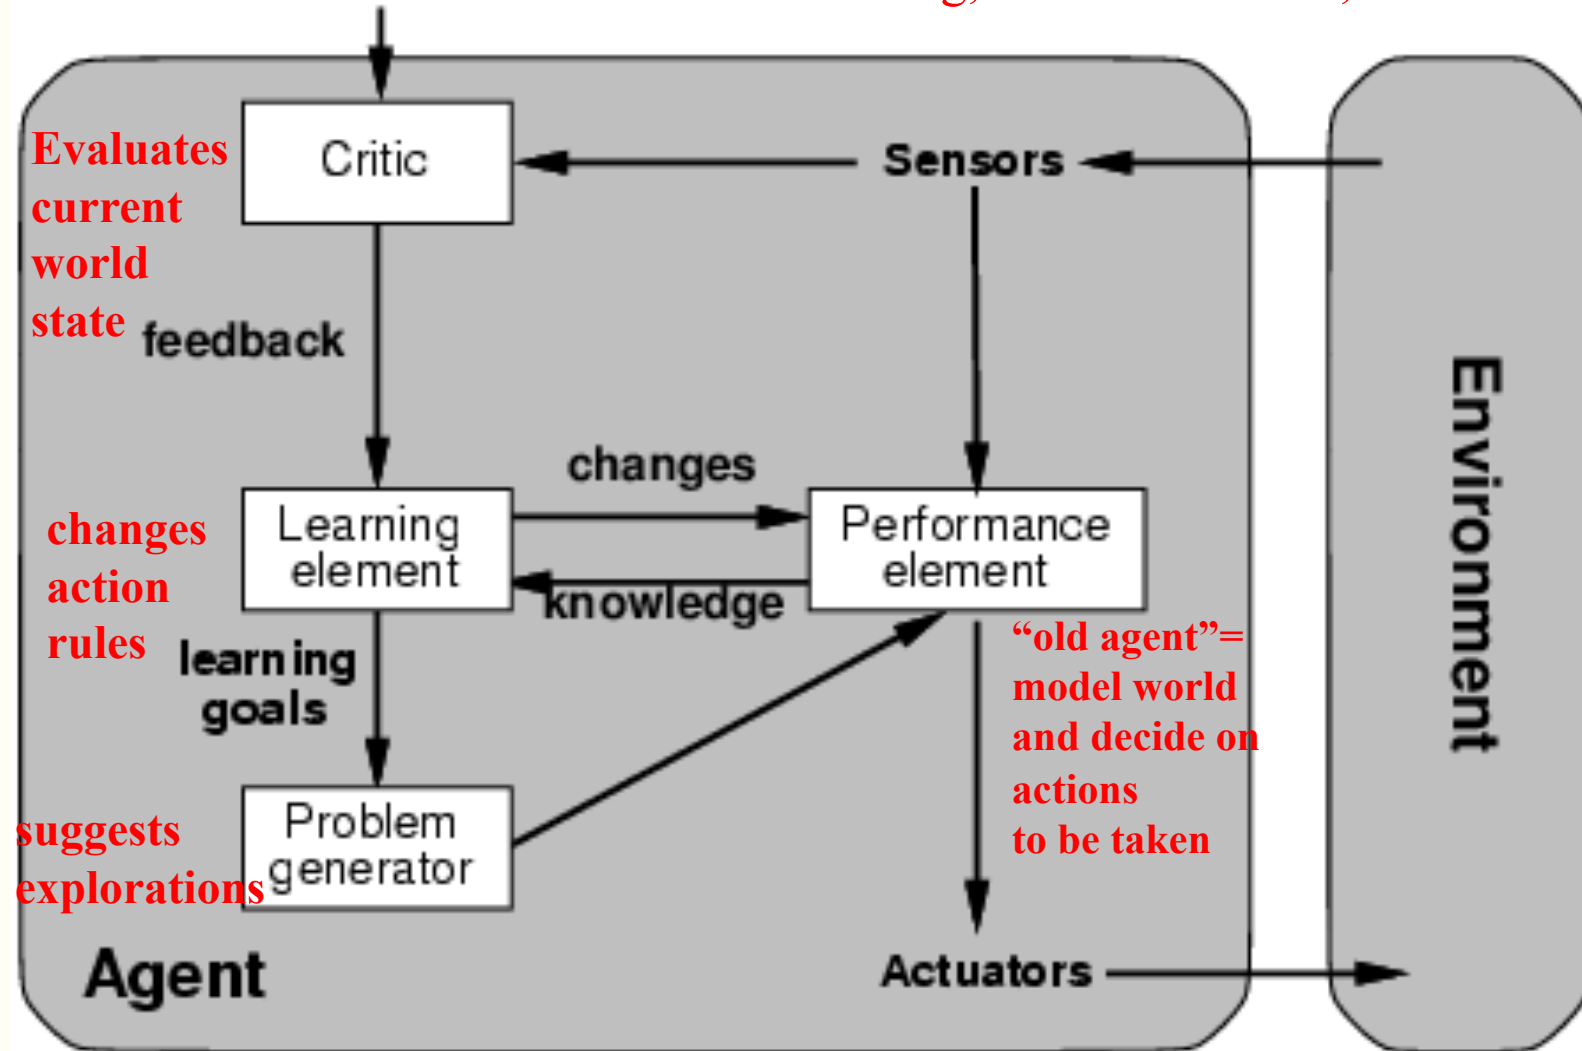 Evaluates
current
world
state
Critic
Sensors
feedback
changes
Learning
element
Performance
element
knowledge
changes
action
rules
learning
goals
"old agent"=
model world
and decide on
actions
to be taken
Problem
generator
suggests
explorations
Agent
Actuators
Environment